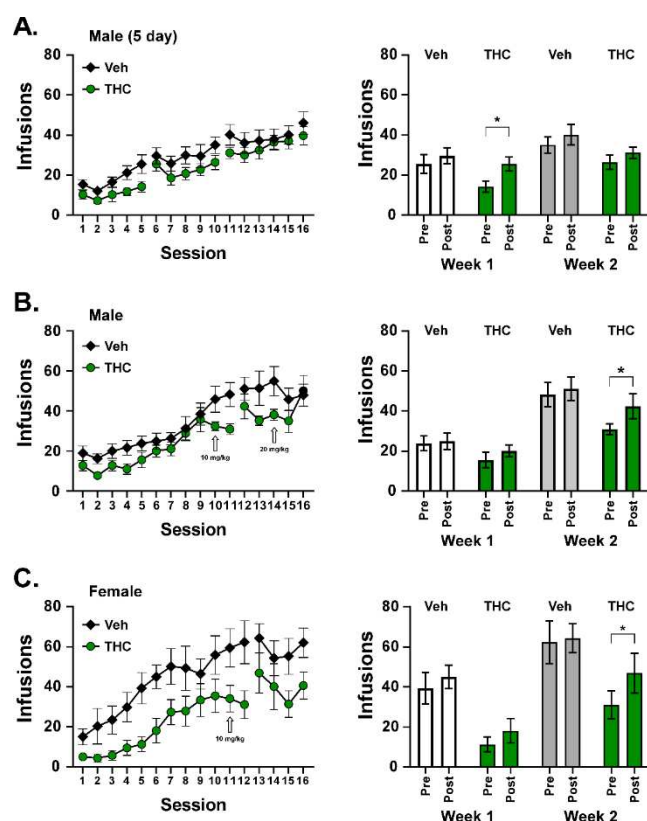 A.
Male (5 day)
Veh
THC
Infusions
80
60
40
20
0
1 2 3 4 5 6 7 8 9 10 11 12 13 14 15 16
Session
Infusions
80
60
40
20
0
Veh THC Veh THC
*
Pre Post Pre Post Pre Post Pre Post
Week 1 Week 2
B.
Male
Veh
THC
Infusions
80
60
40
20
0
10 mg/kg
20 mg/kg
1 2 3 4 5 6 7 8 9 10 11 12 13 14 15 16
Session
Infusions
80
60
40
20
0
Veh THC Veh THC
*
Pre Post Pre Post Pre Post Pre Post
Week 1 Week 2
C.
Female
Veh
THC
Infusions
80
60
40
20
0
10 mg/kg
1 2 3 4 5 6 7 8 9 10 11 12 13 14 15 16
Session
Infusions
80
60
40
20
0
Veh THC Veh THC
*
Pre Post Pre Post Pre Post Pre Post
Week 1 Week 2